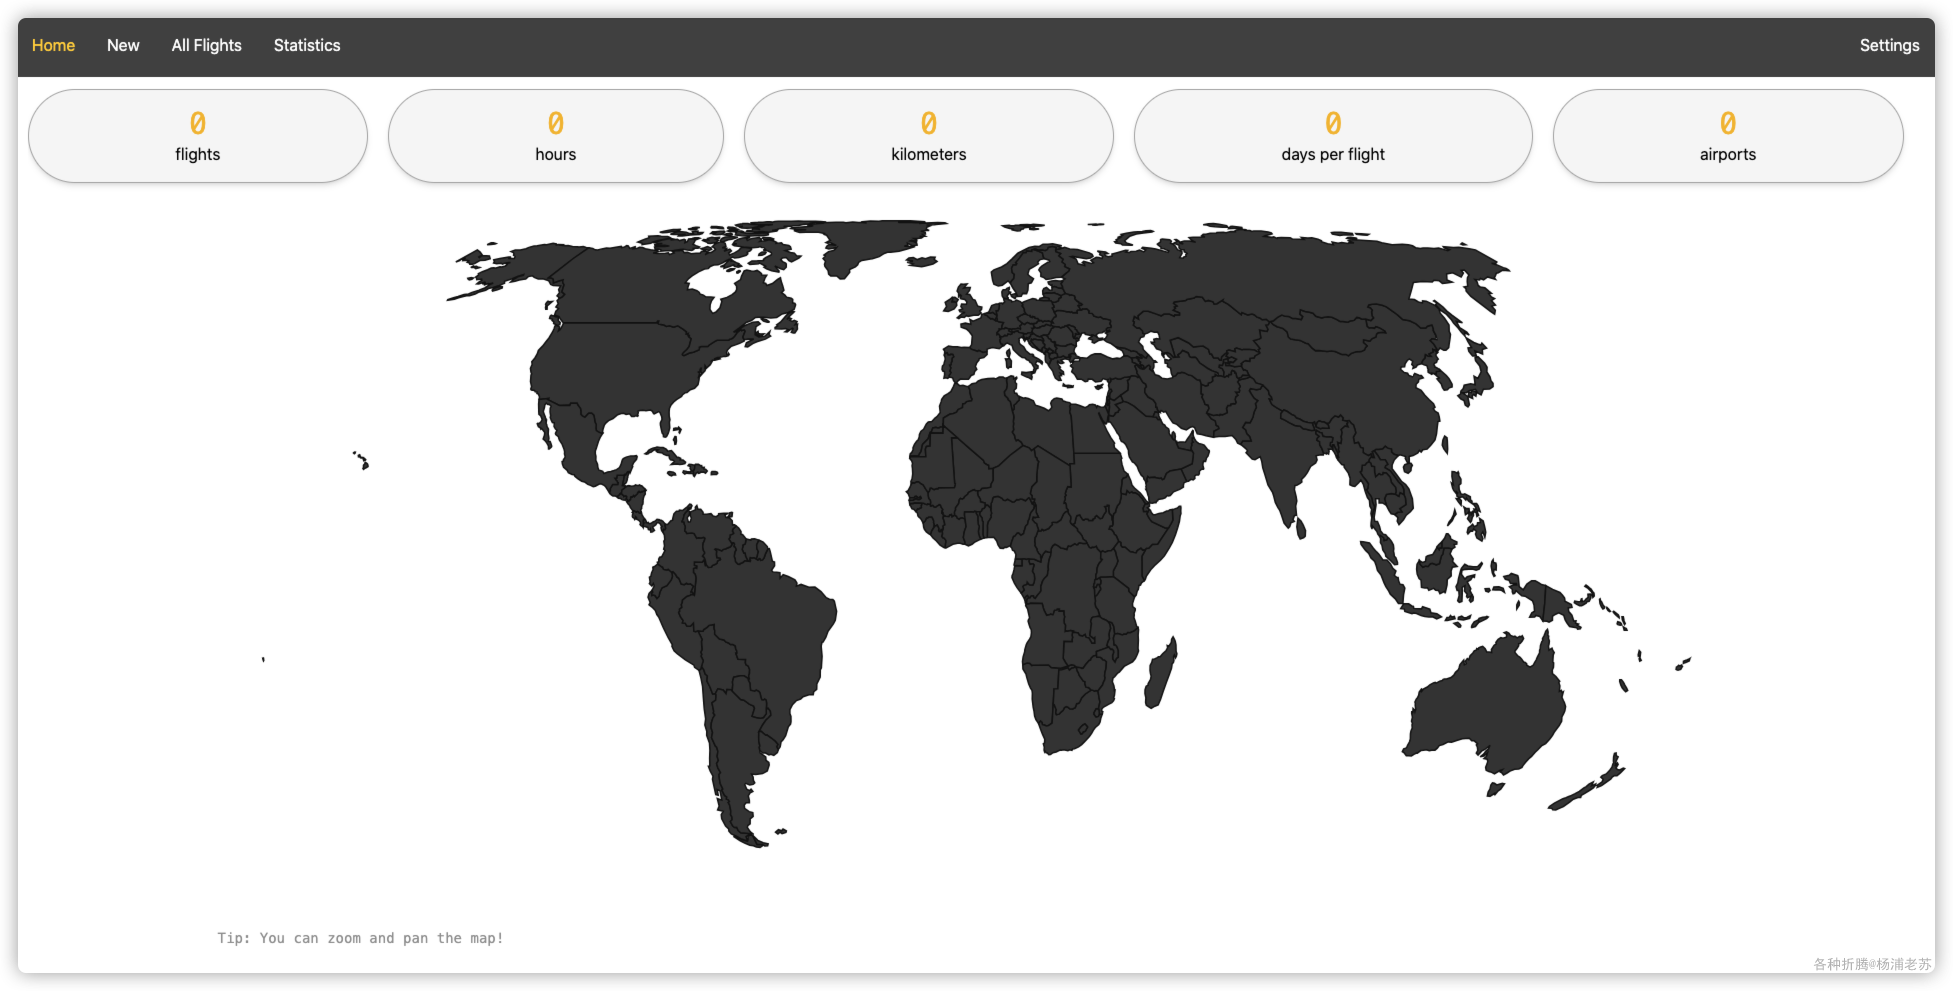 Home New All Flights Statistics Settings
0 0 0 0 0
flights hours kilometers days per flight airports
Tip: You can zoom and pan the map!
各种折腾@杨浦老苏